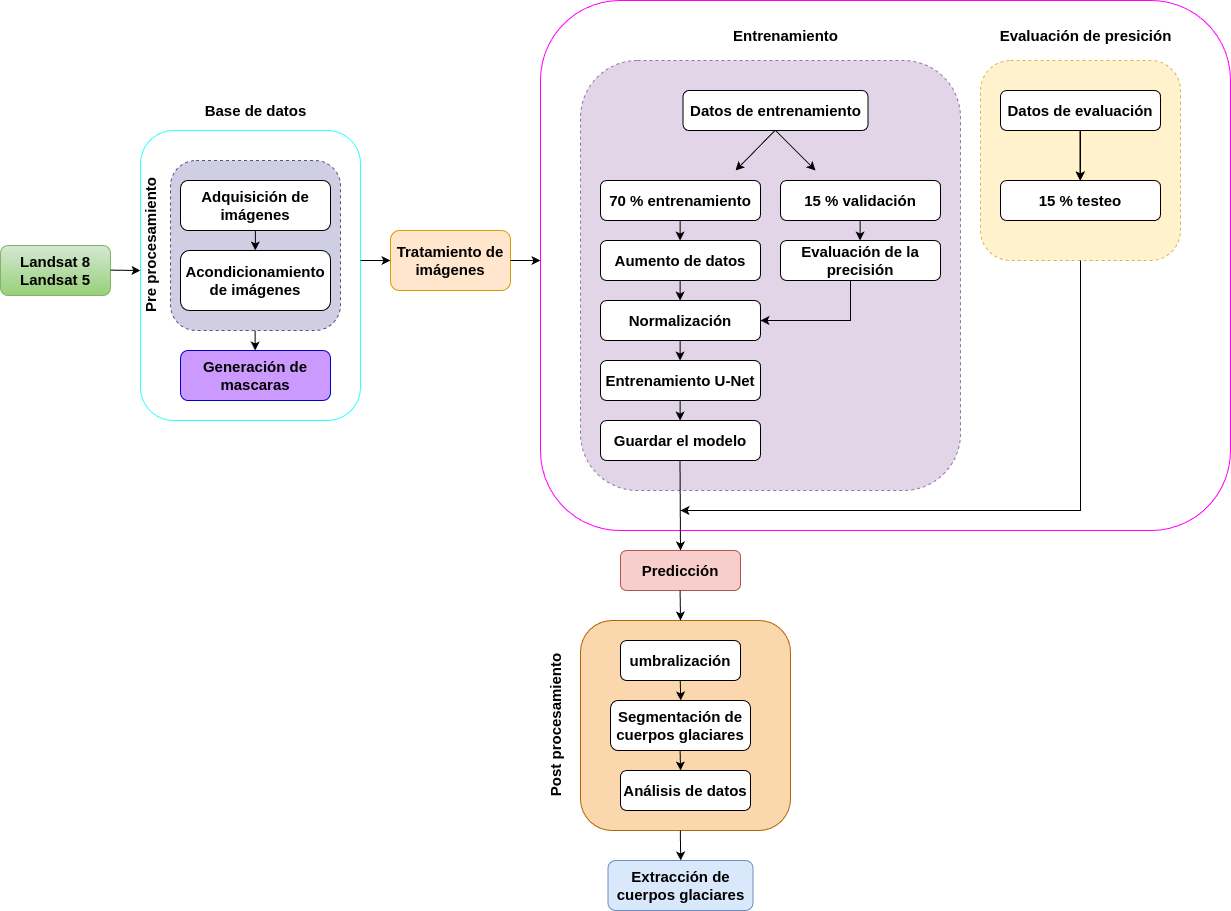 Landsat 8
Landsat 5
Base de datos
Pre procesamiento
Adquisición de
imágenes
Acondicionamiento
de imágenes
Generación de
mascaras
Tratamiento de
imágenes
Entrenamiento
Datos de entrenamiento
70 % entrenamiento
15 % validación
Aumento de datos
Evaluación de la
precisión
Normalización
Entrenamiento U-Net
Guardar el modelo
Evaluación de presición
Datos de evaluación
15 % testeo
Predicción
Post procesamiento
umbralización
Segmentación de
cuerpos glaciares
Análisis de datos
Extracción de
cuerpos glaciares